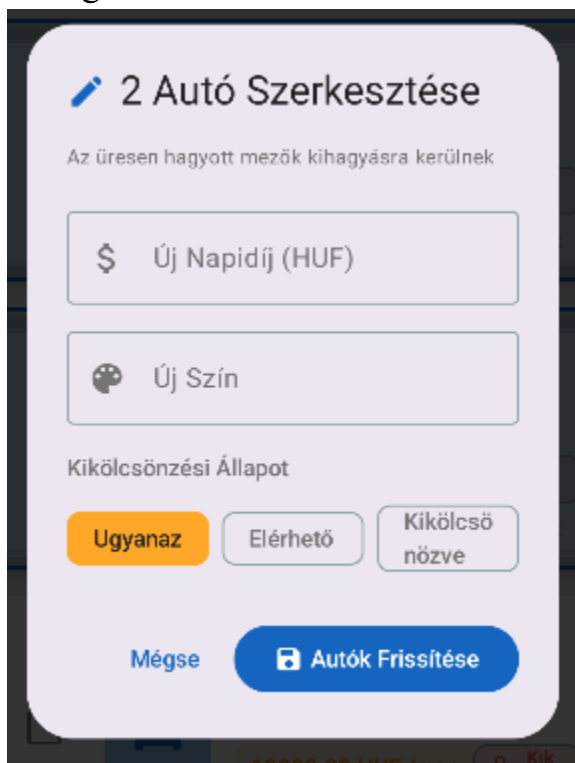 2 Autó Szerkesztése
Az üresen hagyott mezők kihagyásra kerülnek
$ Új Napidíj (HUF)
Új Szín
Kikölcsönzési Állapot
Ugyanaz
Elérhető
Kikölcsö
nözve
Mégse
Autók Frissítése
Kik